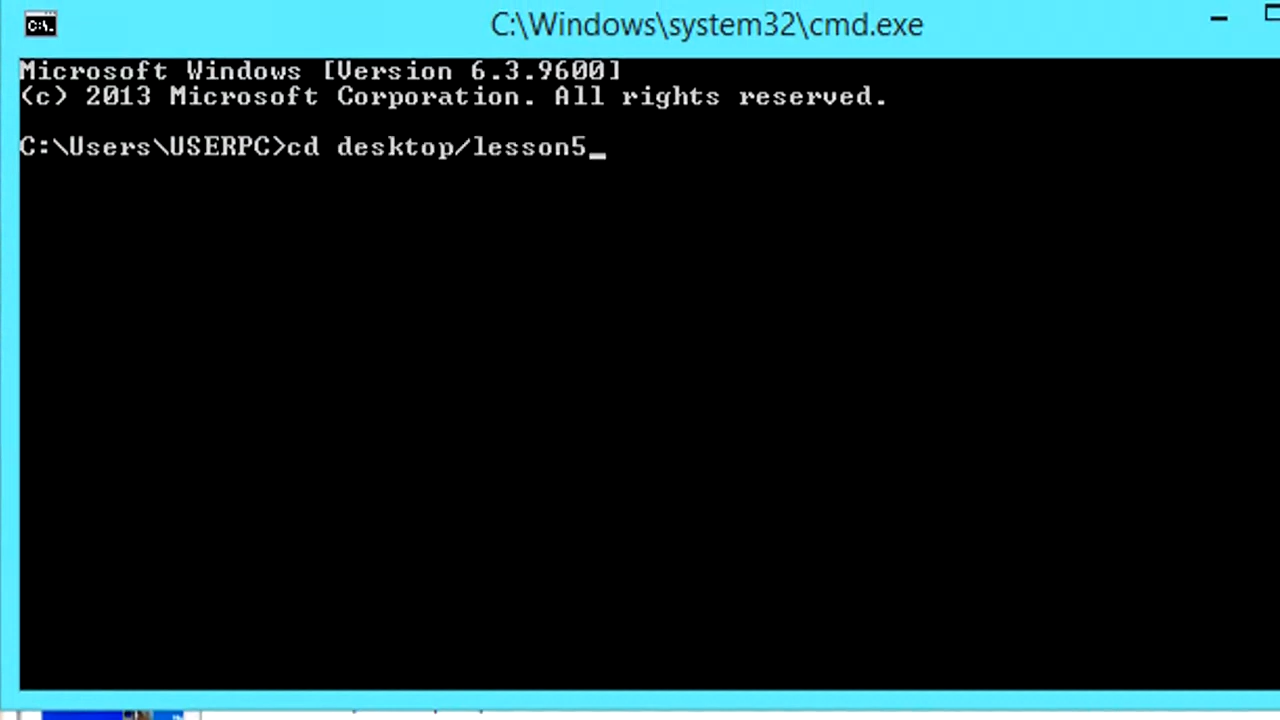 C:\Windows\system32\cmd.exe
Microsoft Windows [Version 6.3.9600]
(c) 2013 Microsoft Corporation. All rights reserved.
C:\Users\USERPC>cd desktop/lesson5_